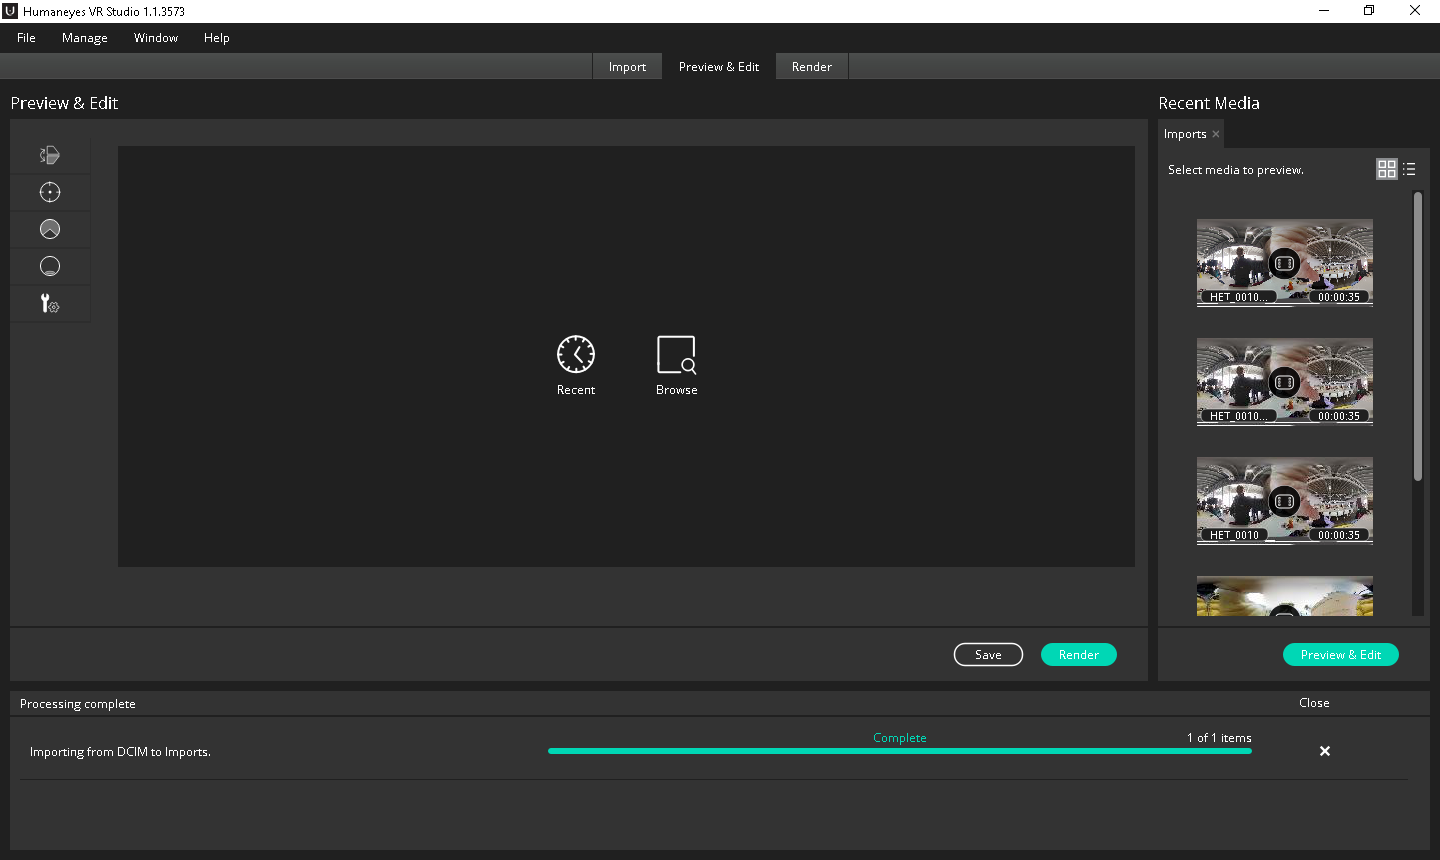 Humaneyes VR Studio 1.1.3573
File Manage Window Help
Import Preview & Edit Render
Preview & Edit
Recent Media
Imports
Select media to preview.
HET_0010... 00:00:35
HET_0010... 00:00:35
HET_0010 00:00:35
Recent Browse
Save Render
Preview & Edit
Processing complete Close
Importing from DCIM to Imports. Complete 1 of 1 items